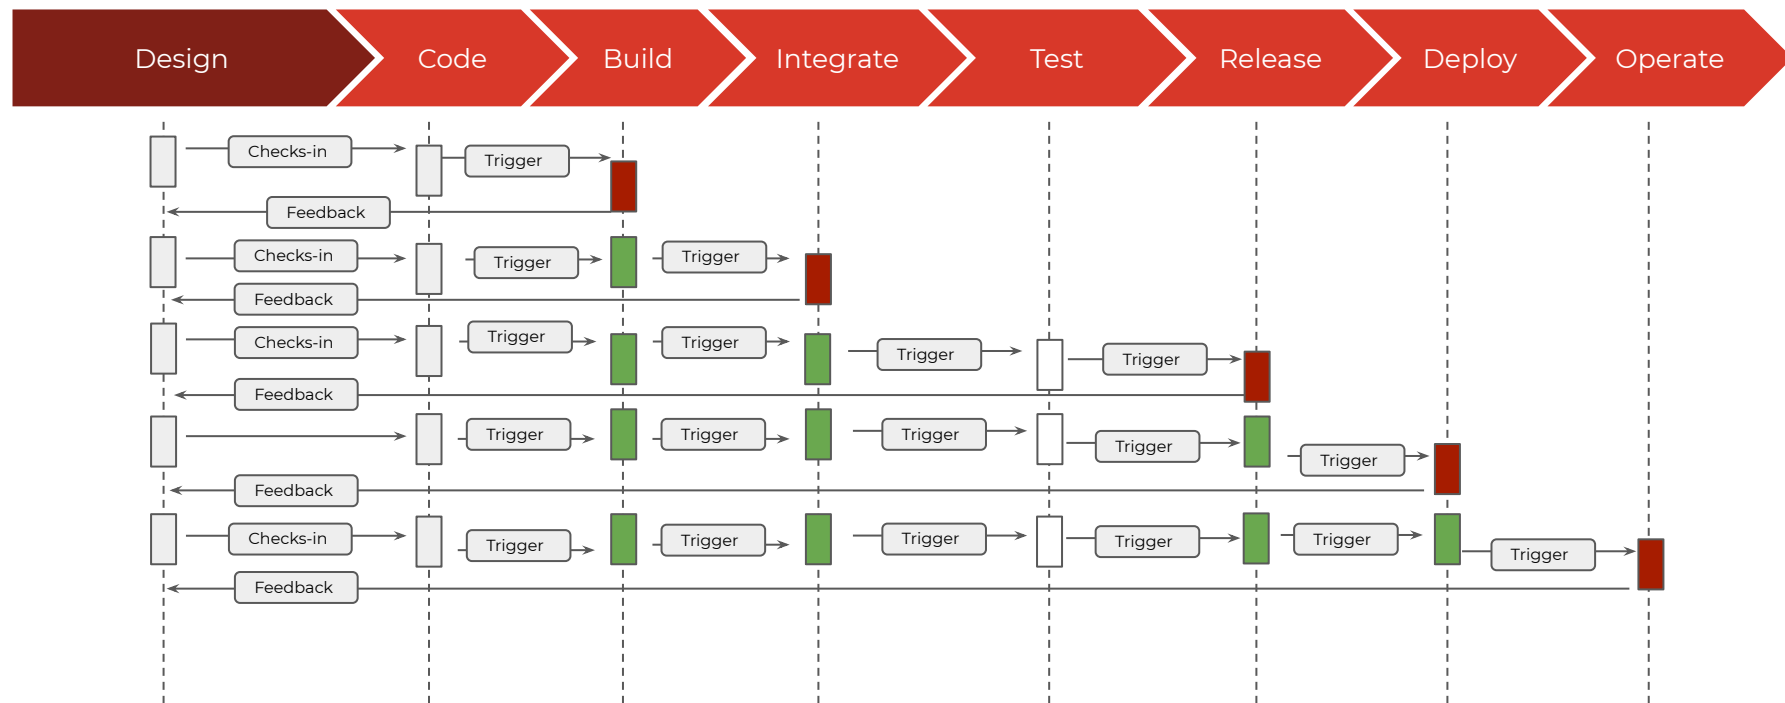 Design
Code
Build
Integrate
Test
Release
Deploy
Operate
Checks-in
Trigger
Feedback
Checks-in
Trigger
Trigger
Feedback
Checks-in
Trigger
Trigger
Trigger
Trigger
Feedback
Trigger
Trigger
Trigger
Trigger
Trigger
Feedback
Checks-in
Trigger
Trigger
Trigger
Trigger
Trigger
Trigger
Feedback